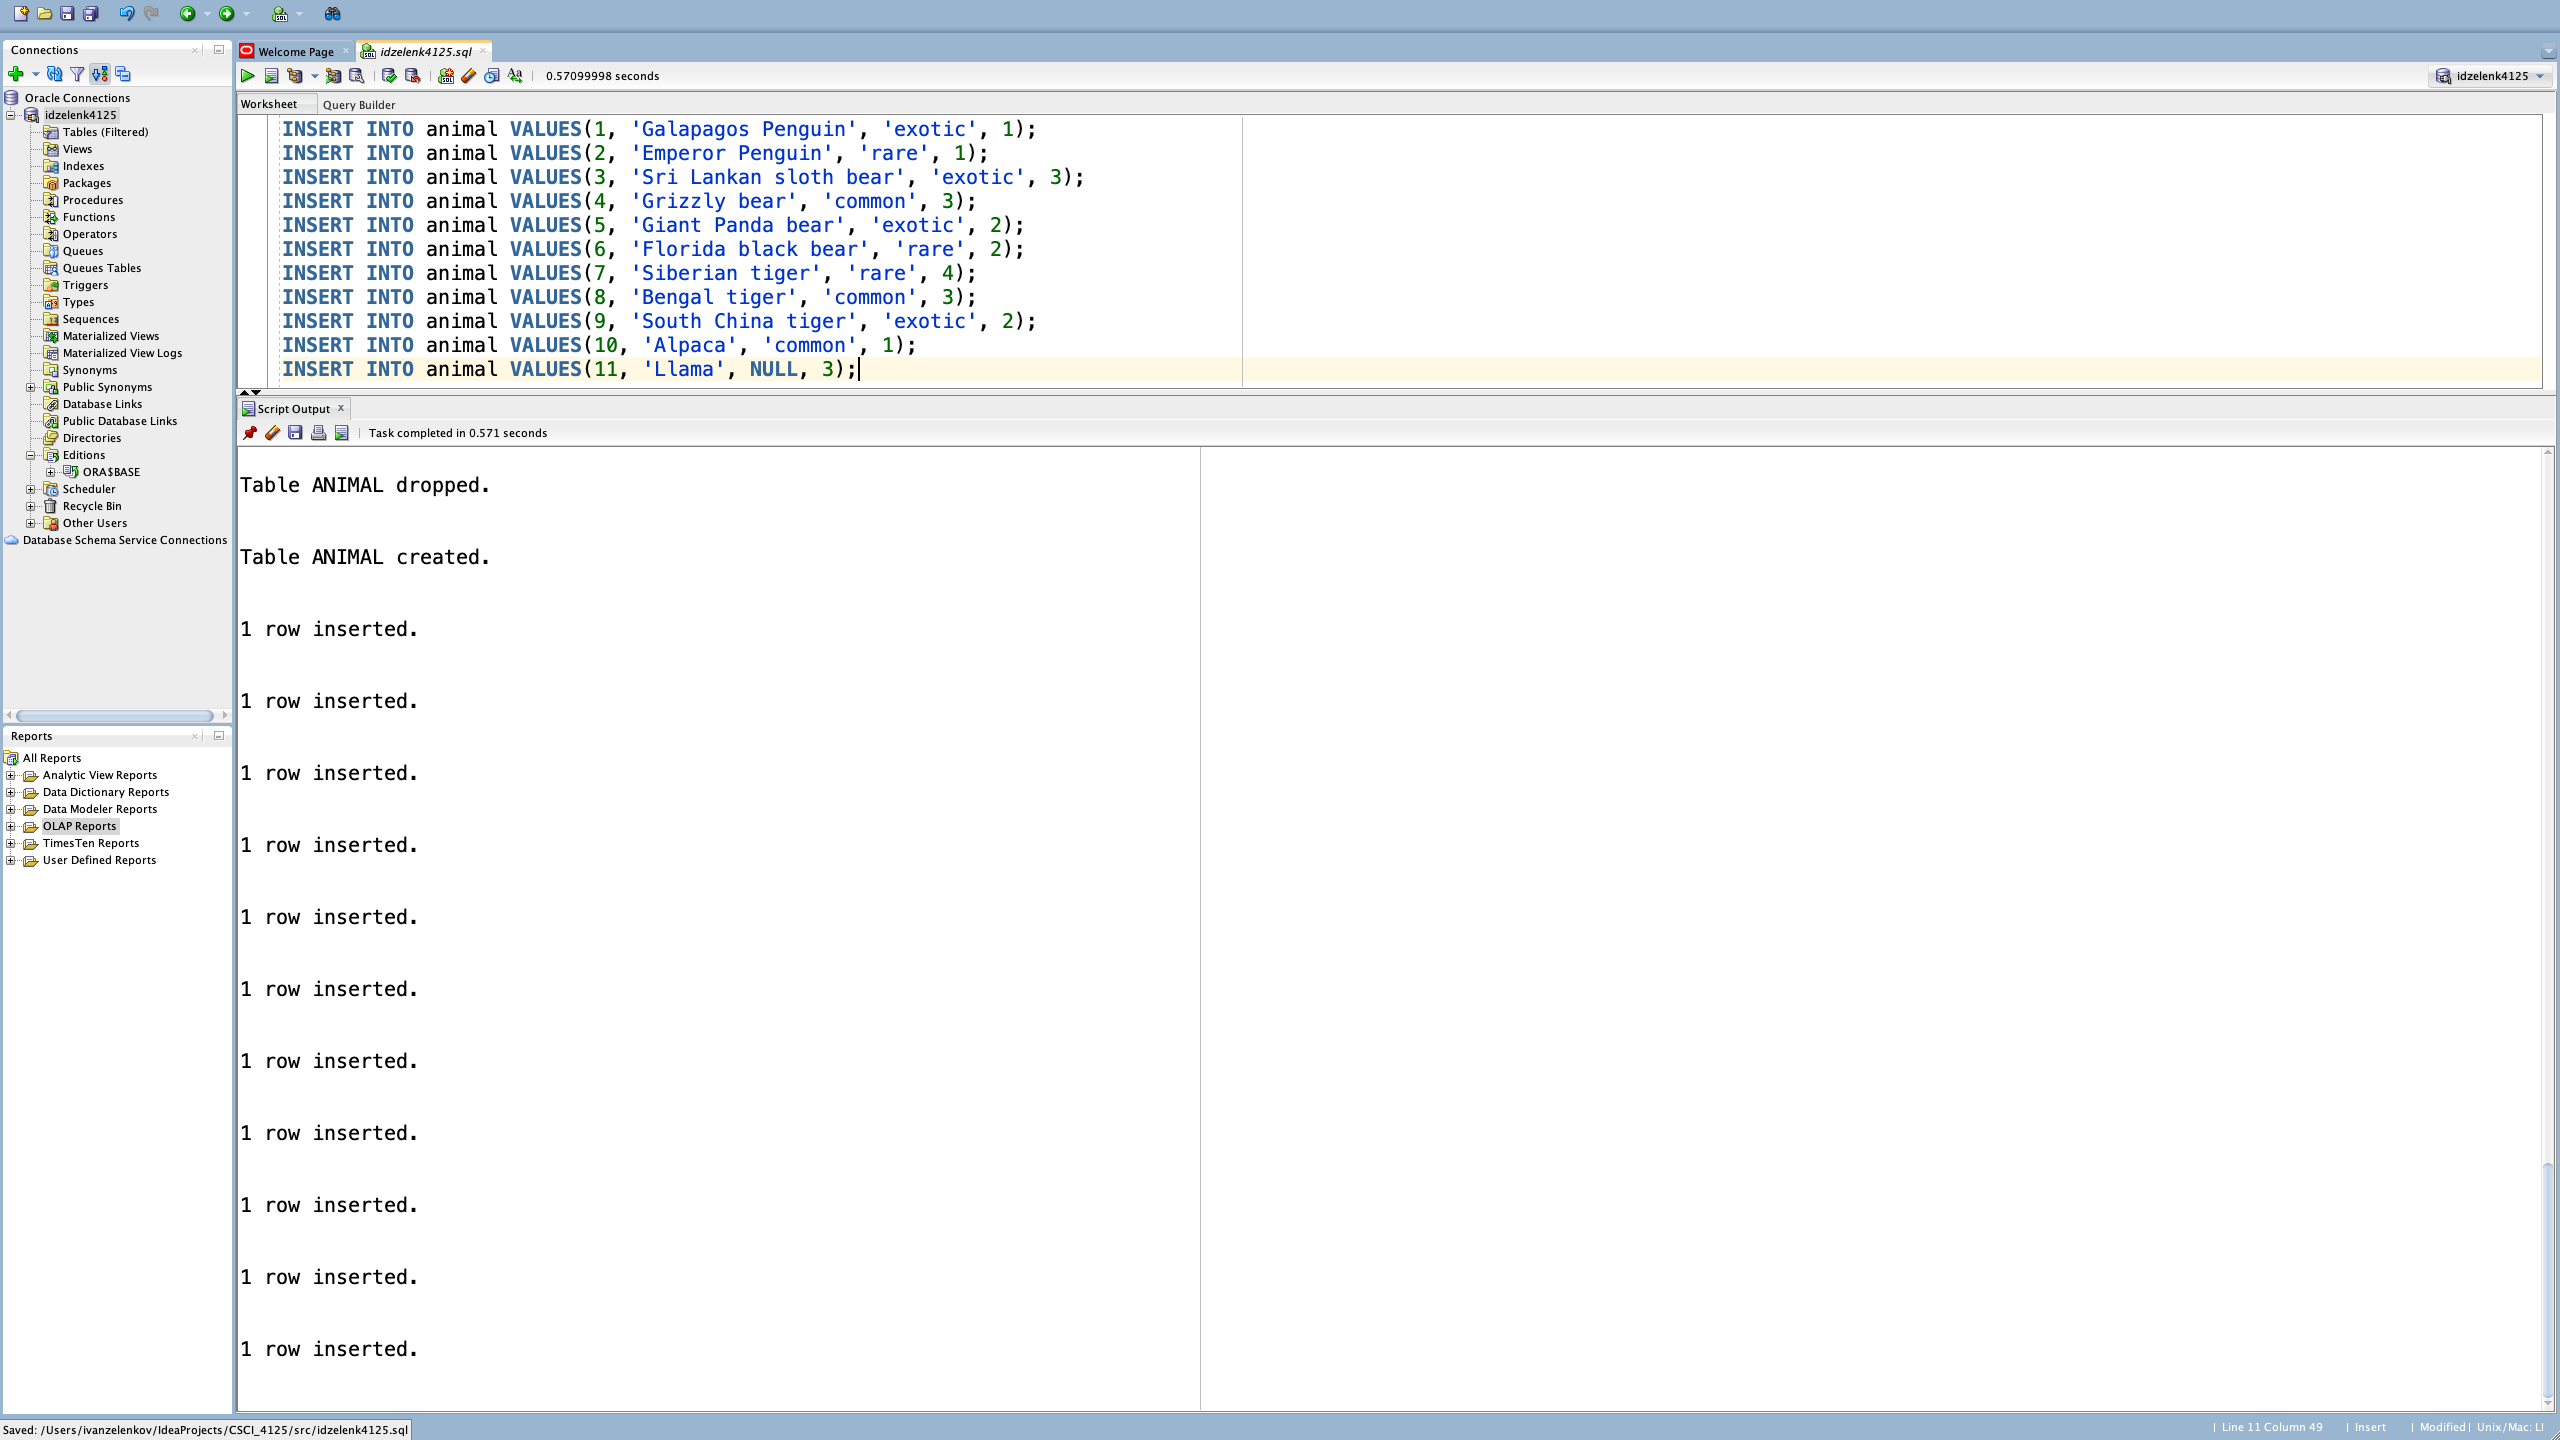 Connections
Oracle Connections
idzelenk4125
Tables (Filtered)
Views
Indexes
Packages
Procedures
Functions
Operators
Queues
Queues Tables
Triggers
Types
Sequences
Materialized Views
Materialized View Logs
Synonyms
Public Synonyms
Database Links
Public Database Links
Directories
Editions
ORA$BASE
Scheduler
Recycle Bin
Other Users
Database Schema Service Connections
Reports
All Reports
Analytic View Reports
Data Dictionary Reports
Data Modeler Reports
OLAP Reports
TimesTen Reports
User Defined Reports
Welcome Page
idzelenk4125.sql
0.57099998 seconds
idzelenk4125
Worksheet Query Builder
INSERT INTO animal VALUES(1, 'Galapagos Penguin', 'exotic', 1);
INSERT INTO animal VALUES(2, 'Emperor Penguin', 'rare', 1);
INSERT INTO animal VALUES(3, 'Sri Lankan sloth bear', 'exotic', 3);
INSERT INTO animal VALUES(4, 'Grizzly bear', 'common', 3);
INSERT INTO animal VALUES(5, 'Giant Panda bear', 'exotic', 2);
INSERT INTO animal VALUES(6, 'Florida black bear', 'rare', 2);
INSERT INTO animal VALUES(7, 'Siberian tiger', 'rare', 4);
INSERT INTO animal VALUES(8, 'Bengal tiger', 'common', 3);
INSERT INTO animal VALUES(9, 'South China tiger', 'exotic', 2);
INSERT INTO animal VALUES(10, 'Alpaca', 'common', 1);
INSERT INTO animal VALUES(11, 'Llama', NULL, 3);
Script Output
Task completed in 0.571 seconds
Table ANIMAL dropped.
Table ANIMAL created.
1 row inserted.
1 row inserted.
1 row inserted.
1 row inserted.
1 row inserted.
1 row inserted.
1 row inserted.
1 row inserted.
1 row inserted.
1 row inserted.
1 row inserted.
Saved: /Users/ivanzelenkov/IdeaProjects/CSCI_4125/src/idzelenk4125.sql
Line 11 Column 49 | Insert | Modified | Unix/Mac: LI